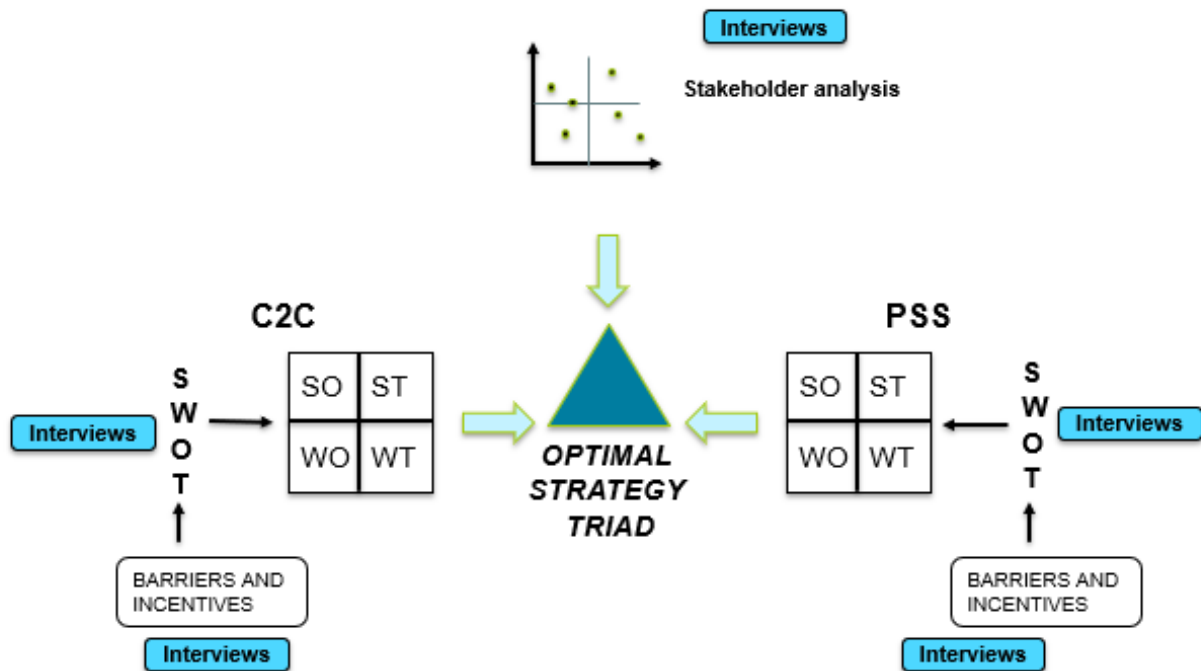 Interviews
Stakeholder analysis
C2C
PSS
S
W
O
T
Interviews
SO ST
WO WT
OPTIMAL
STRATEGY
TRIAD
SO ST
WO WT
S
W
O
T
Interviews
BARRIERS AND
INCENTIVES
Interviews
BARRIERS AND
INCENTIVES
Interviews